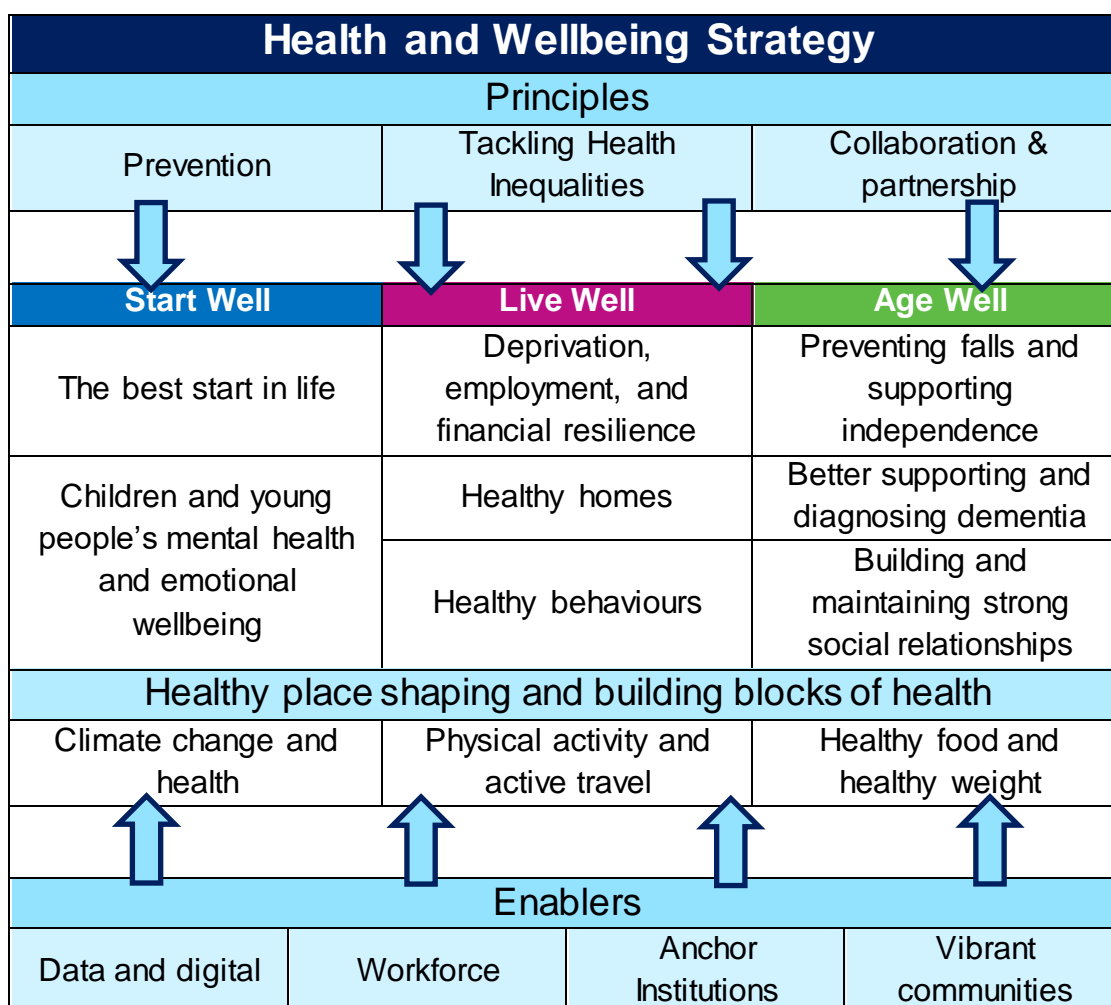 Health and Wellbeing Strategy
Principles
Prevention
Tackling Health
Inequalities
Collaboration &
partnership
Start Well
Live Well
Age Well
The best start in life
Deprivation,
employment, and
financial resilience
Preventing falls and
supporting
independence
Children and young
people’s mental health
and emotional
wellbeing
Healthy homes
Better supporting and
diagnosing dementia
Healthy behaviours
Building and
maintaining strong
social relationships
Healthy place shaping and building blocks of health
Climate change and
health
Physical activity and
active travel
Healthy food and
healthy weight
Enablers
Data and digital
Workforce
Anchor
Institutions
Vibrant
communities